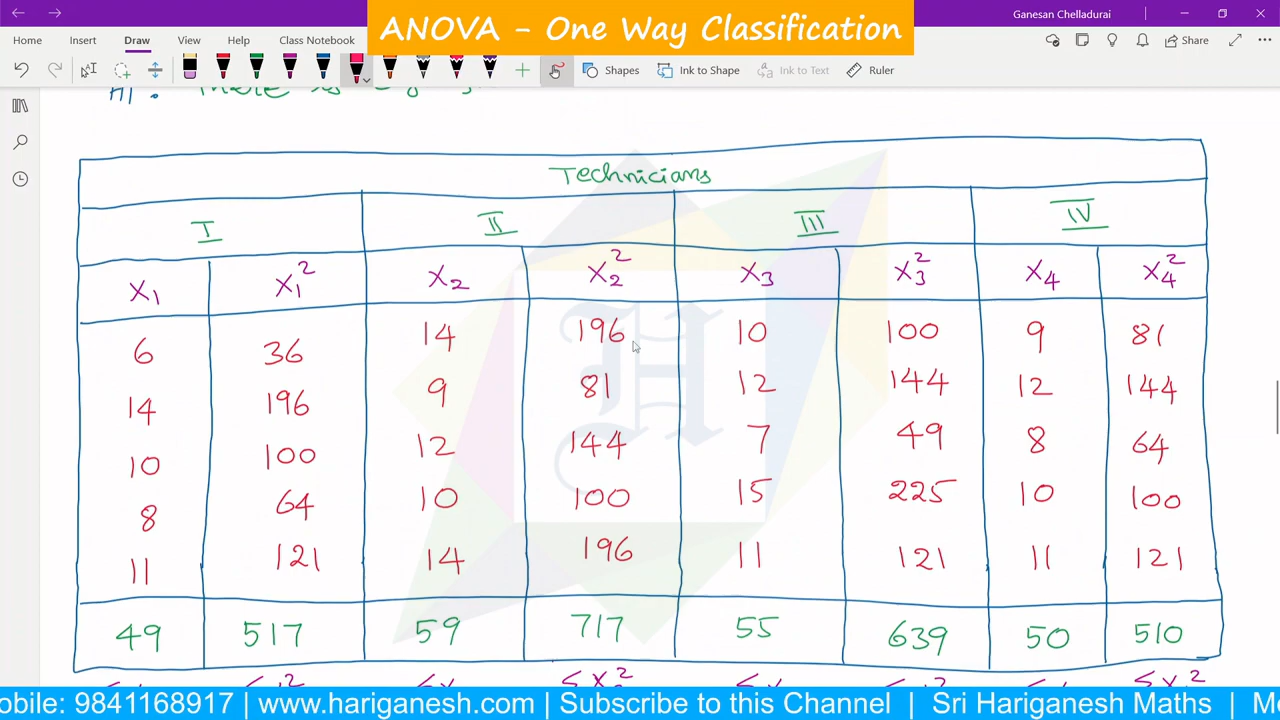 ANOVA - One Way Classification
Ganesan Chelladurai
Home Insert Draw View Help Class Notebook Share
Shapes Ink to Shape Ink to Text Ruler
H1:
Technicians
I II III IV
X₁ X₁² X₂ X₂² X₃ X₃² X₄ X₄²
6 36 14 196 10 100 9 81
14 196 9 81 12 144 12 144
10 100 12 144 7 49 8 64
8 64 10 100 15 225 10 100
11 121 14 196 11 121 11 121
49 517 59 717 55 639 50 510
obile: 9841168917 | www.hariganesh.com | Subscribe to this Channel | Sri Hariganesh Maths | Mo